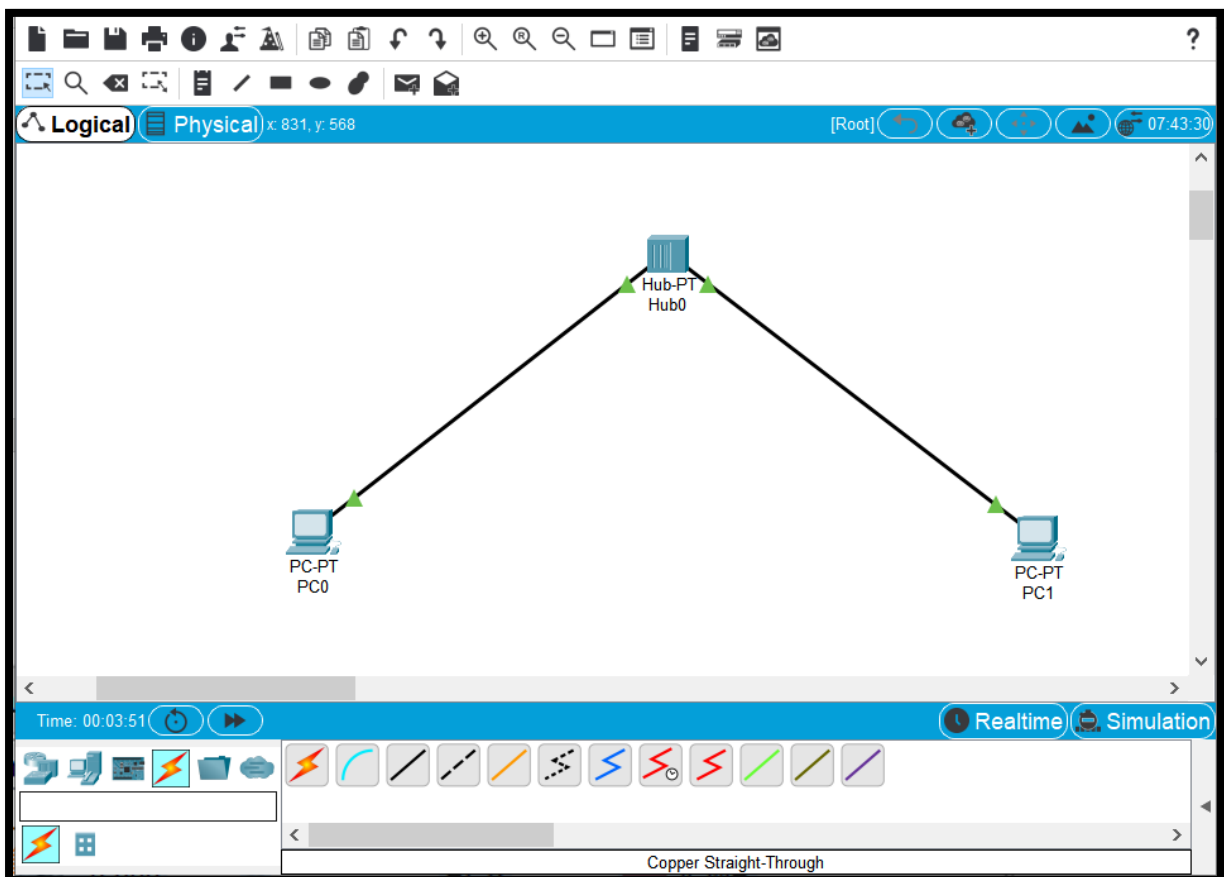 ?
Logical Physical x: 831, y: 568 [Root] 07:43:30
Hub-PT
Hub0
PC-PT
PC0
PC-PT
PC1
Time: 00:03:51 Realtime Simulation
Copper Straight-Through